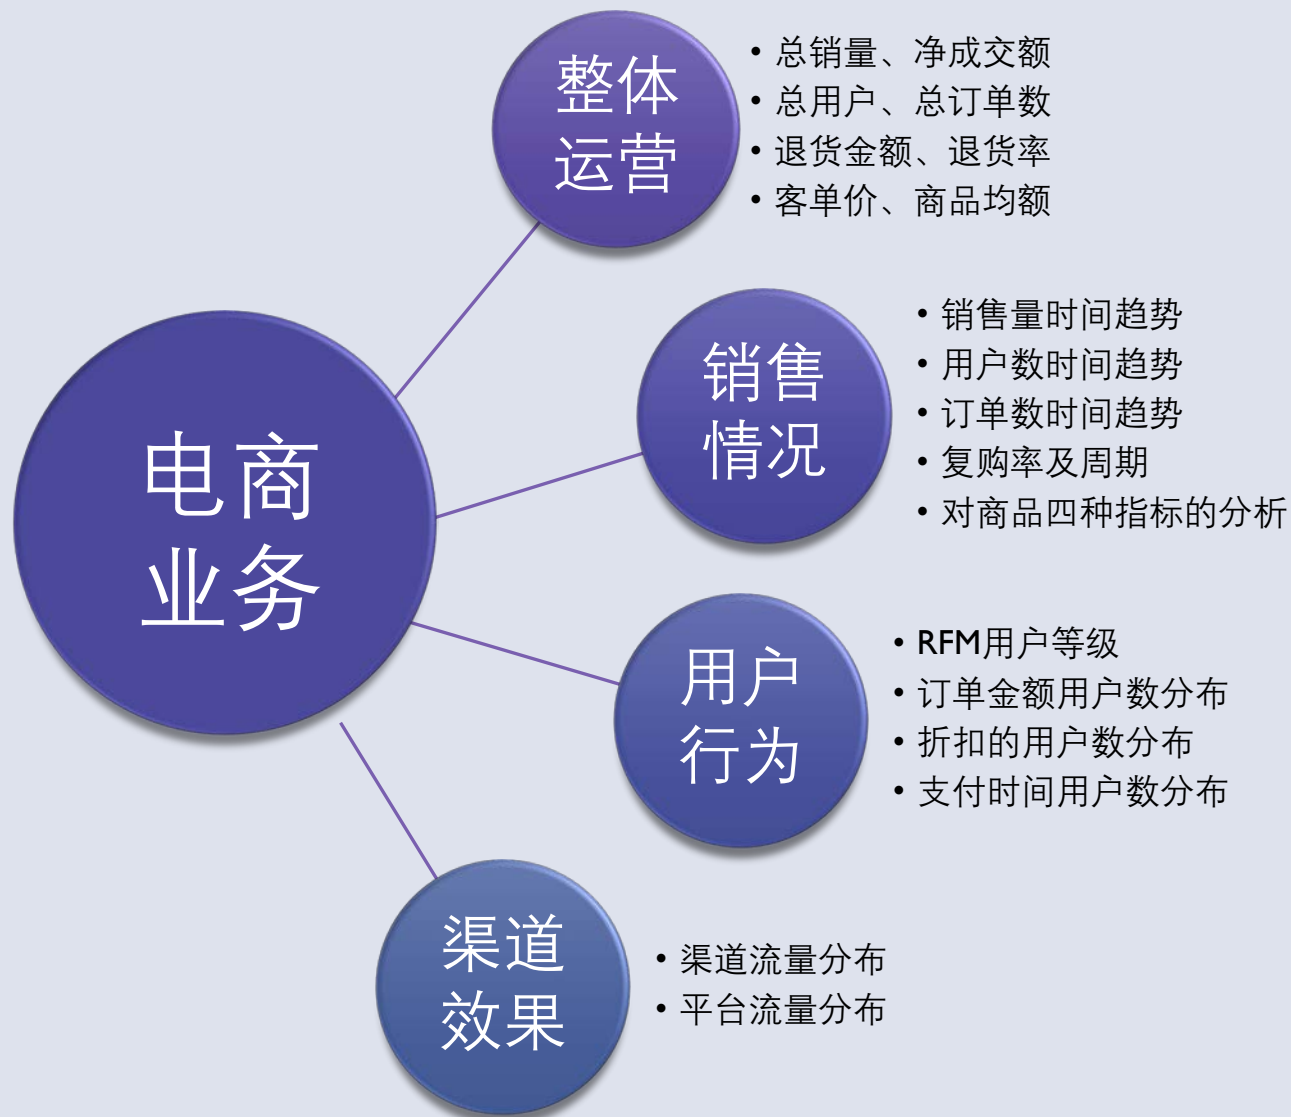 整体
运营
• 总销量、净成交额
• 总用户、总订单数
• 退货金额、退货率
• 客单价、商品均额
销售
情况
• 销售量时间趋势
• 用户数时间趋势
• 订单数时间趋势
• 复购率及周期
• 对商品四种指标的分析
电商
业务
用户
行为
• RFM用户等级
• 订单金额用户数分布
• 折扣的用户数分布
• 支付时间用户数分布
渠道
效果
• 渠道流量分布
• 平台流量分布